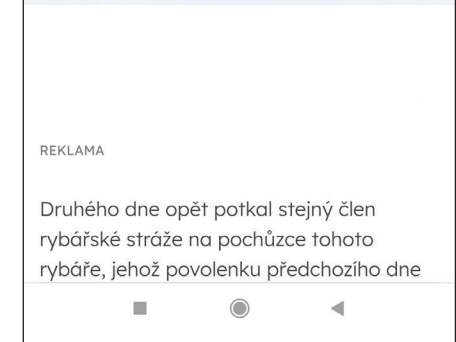 REKLAMA
Druhého dne opět potkal stejný člen
rybářské stráže na pochůzce tohoto
rybáře, jehož povolenku předchozího dne